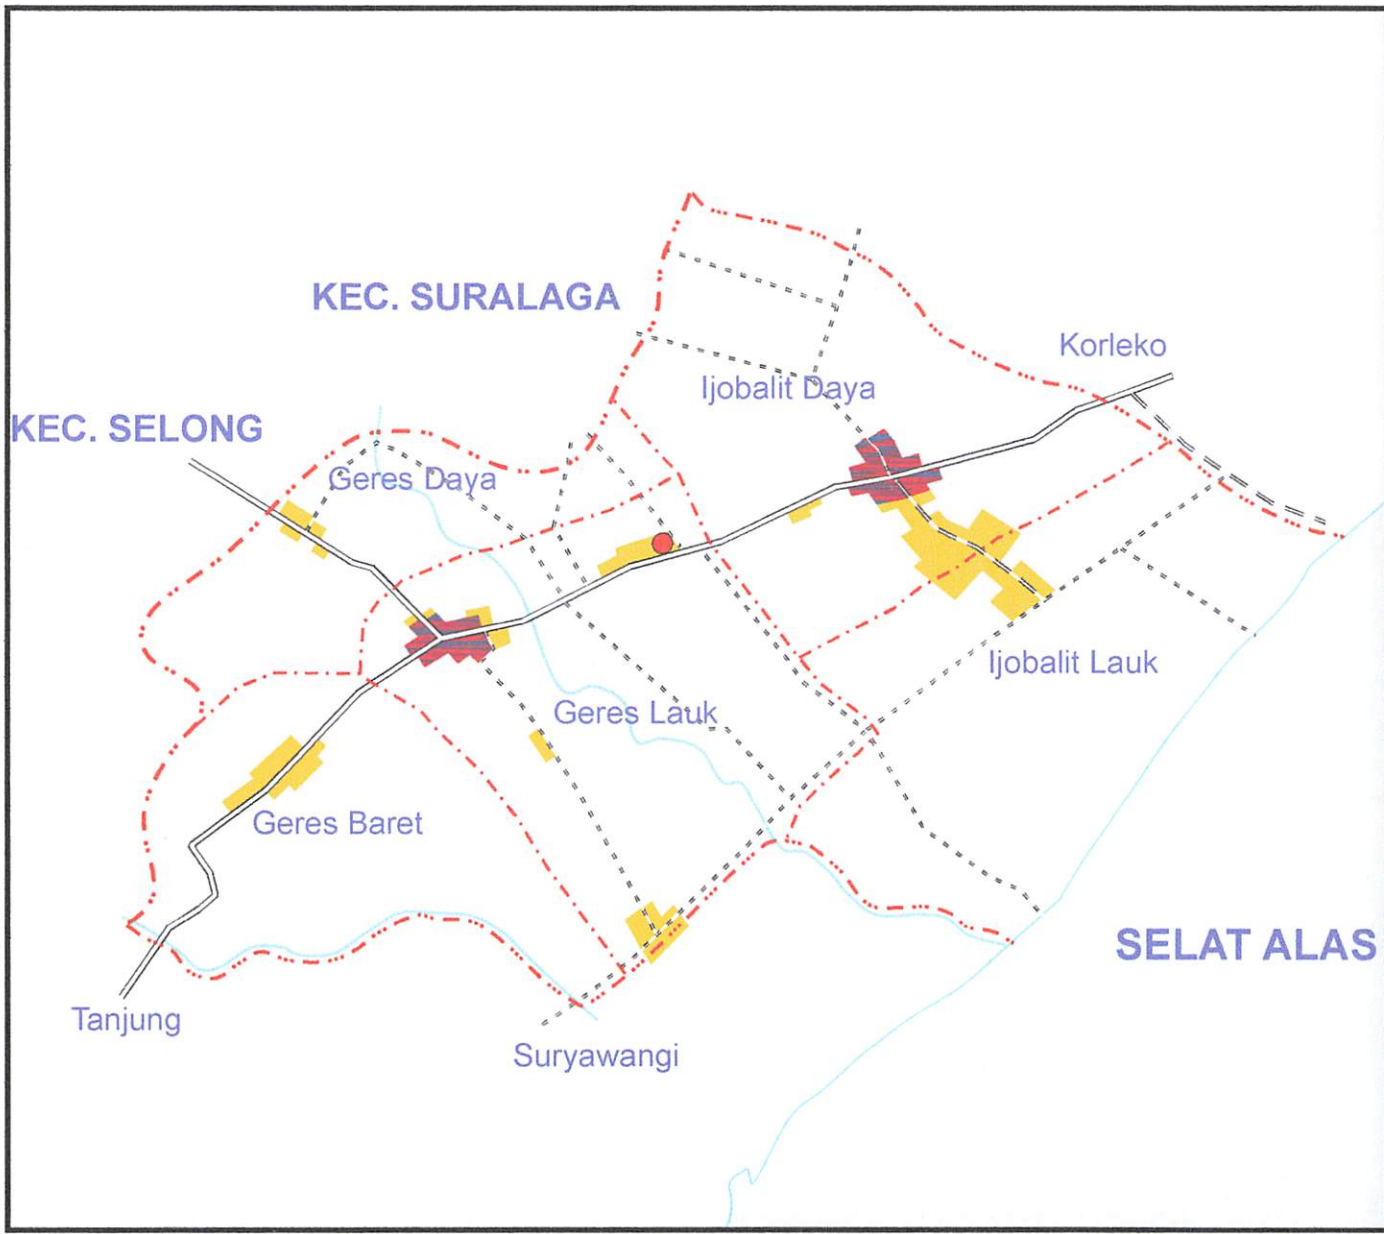 KEC. SURALAGA
Korleko
Ijobalit Daya
KEC. SELONG
Geres Daya
Ijobalit Lauk
Geres Lauk
Geres Baret
SELAT ALAS
Tanjung
Suryawangi